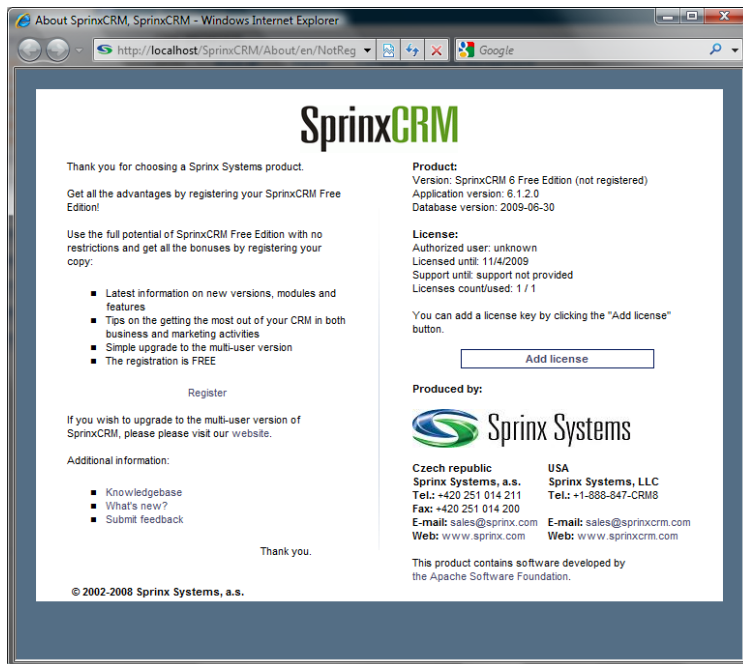 About SprinxCRM, SprinxCRM - Windows Internet Explorer
http://localhost/SprinxCRM/About/en/NotReg
Google
SprinxCRM
Thank you for choosing a Sprinx Systems product.
Get all the advantages by registering your SprinxCRM Free
Edition!
Use the full potential of SprinxCRM Free Edition with no
restrictions and get all the bonuses by registering your
copy:
Latest information on new versions, modules and
features
Tips on the getting the most out of your CRM in both
business and marketing activities
Simple upgrade to the multi-user version
The registration is FREE
Register
If you wish to upgrade to the multi-user version of
SprinxCRM, please please visit our website.
Additional information:
Knowledgebase
What's new?
Submit feedback
Thank you.
© 2002-2008 Sprinx Systems, a.s.
Product:
Version: SprinxCRM 6 Free Edition (not registered)
Application version: 6.1.2.0
Database version: 2009-06-30
License:
Authorized user: unknown
Licensed until: 11/4/2009
Support until: support not provided
Licenses count/used: 1 / 1
You can add a license key by clicking the "Add license"
button.
Add license
Produced by:
Sprinx Systems
Czech republic
Sprinx Systems, a.s.
Tel.: +420 251 014 211
Fax: +420 251 014 200
E-mail: sales@sprinx.com
Web: www.sprinx.com
USA
Sprinx Systems, LLC
Tel.: +1-888-847-CRM8
E-mail: sales@sprinxcrm.com
Web: www.sprinxcrm.com
This product contains software developed by
the Apache Software Foundation.